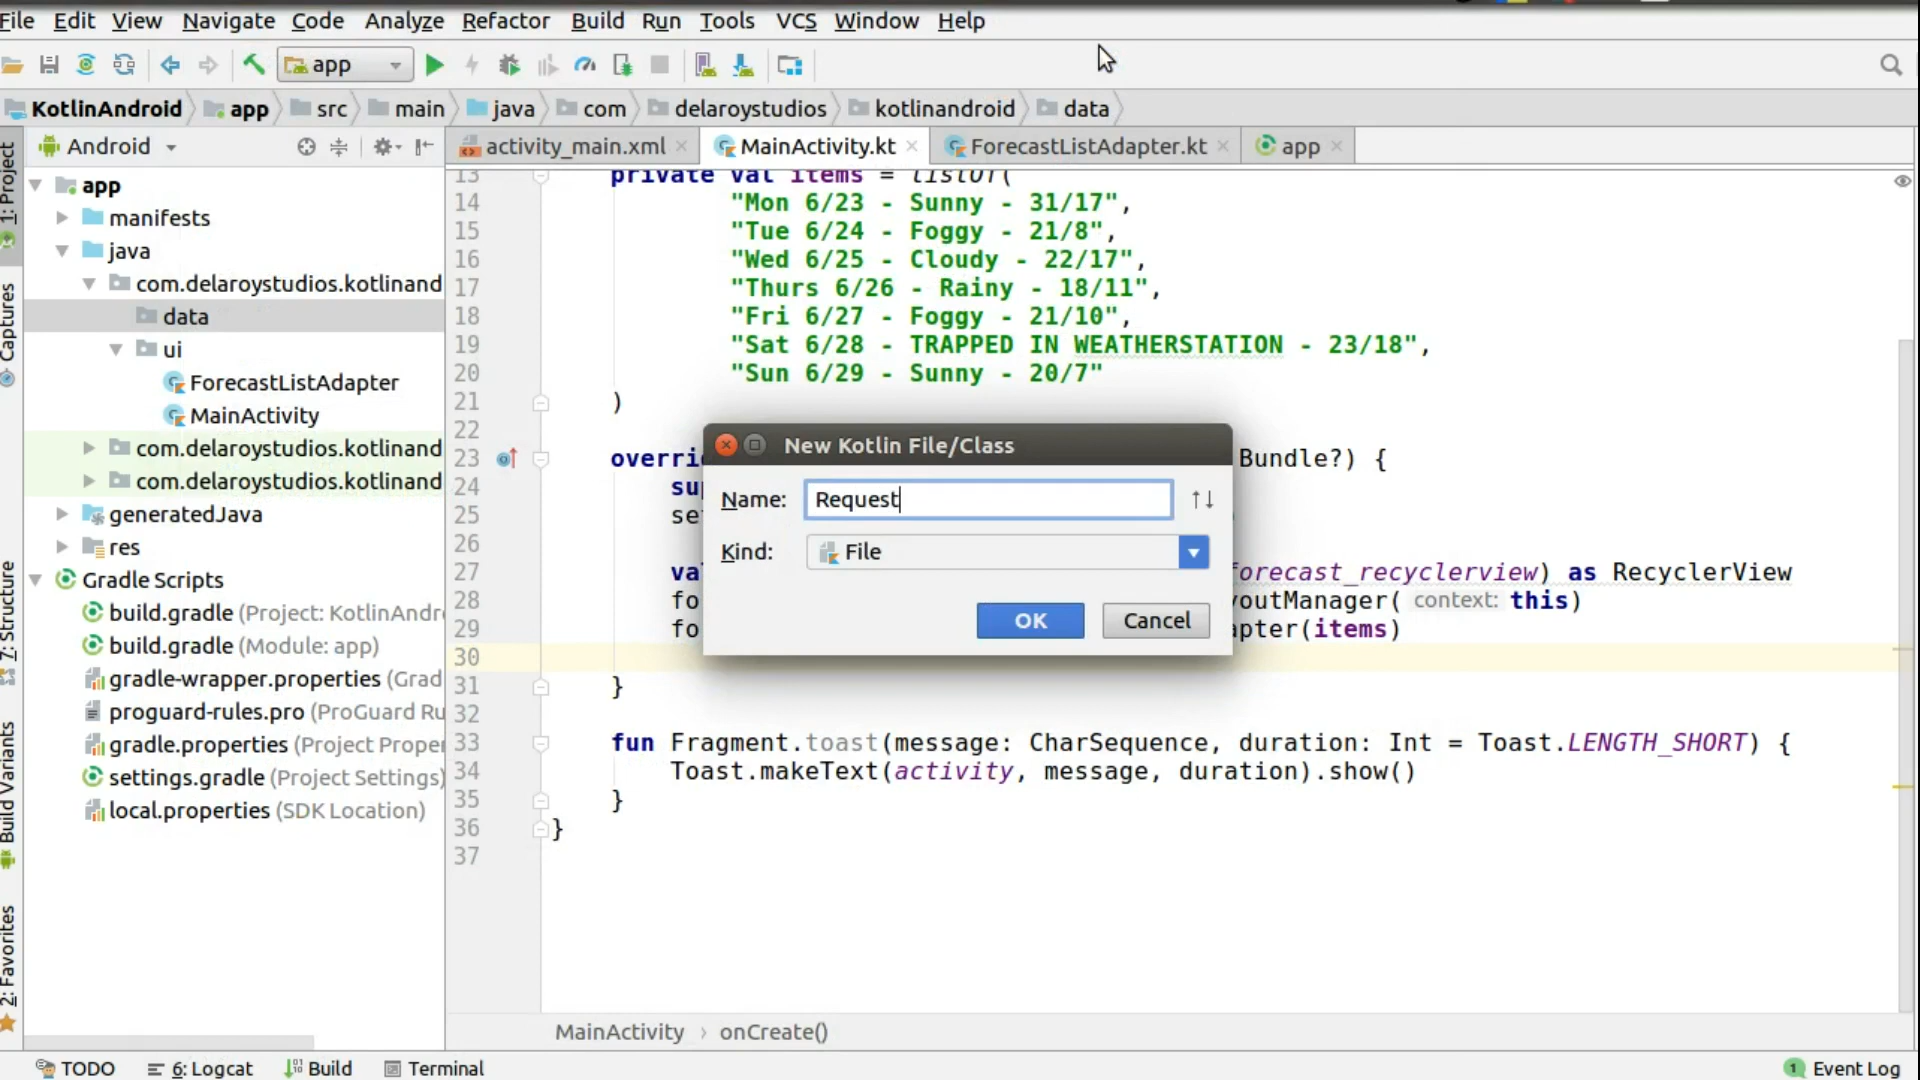 File Edit View Navigate Code Analyze Refactor Build Run Tools VCS Window Help
app
KotlinAndroid app src main java com delaroystudios kotlinandroid data
Android
activity_main.xml MainActivity.kt ForecastListAdapter.kt app
1: Project
Captures
7: Structure
Build Variants
2: Favorites
app
manifests
java
com.delaroystudios.kotlinand
data
ui
ForecastListAdapter
MainActivity
com.delaroystudios.kotlinand
com.delaroystudios.kotlinand
generatedJava
res
Gradle Scripts
build.gradle (Project: KotlinAndr
build.gradle (Module: app)
gradle-wrapper.properties (Grad
proguard-rules.pro (ProGuard Ru
gradle.properties (Project Proper
settings.gradle (Project Settings)
local.properties (SDK Location)
13 private val items = listOf(
14 "Mon 6/23 - Sunny - 31/17",
15 "Tue 6/24 - Foggy - 21/8",
16 "Wed 6/25 - Cloudy - 22/17",
17 "Thurs 6/26 - Rainy - 18/11",
18 "Fri 6/27 - Foggy - 21/10",
19 "Sat 6/28 - TRAPPED IN WEATHERSTATION - 23/18",
20 "Sun 6/29 - Sunny - 20/7"
21 )
22
23 overri Bundle?) {
24 su
25 se
26
27 va forecast_recyclerview) as RecyclerView
28 fo youtManager( context: this)
29 fo apter(items)
30
31 }
32
33 fun Fragment.toast(message: CharSequence, duration: Int = Toast.LENGTH_SHORT) {
34 Toast.makeText(activity, message, duration).show()
35 }
36 }
37
New Kotlin File/Class
Name: Request
Kind: File
OK Cancel
MainActivity › onCreate()
TODO 6: Logcat Build Terminal 1 Event Log